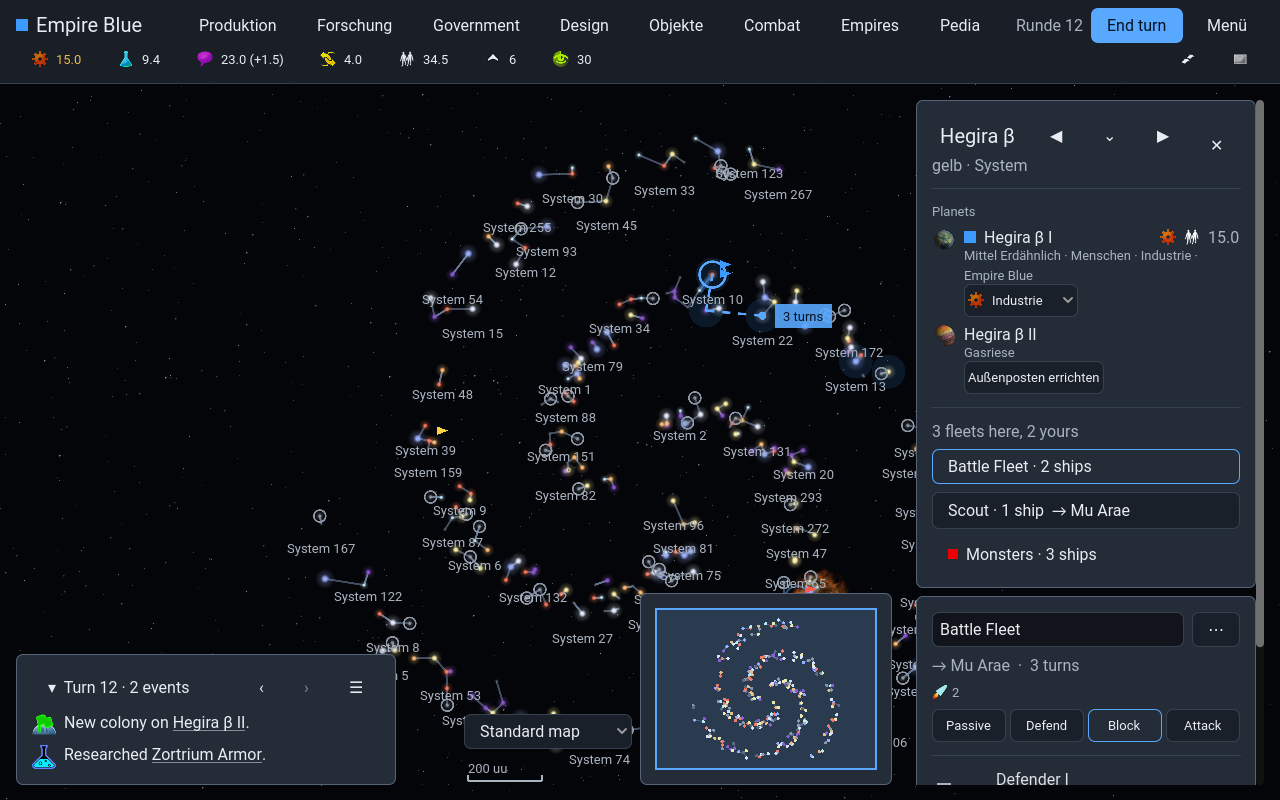 Empire Blue
Produktion
Forschung
Government
Design
Objekte
Combat
Empires
Pedia
Runde 12
End turn
Menü
15.0
9.4
23.0 (+1.5)
4.0
34.5
6
30
System 123
System 33
System 267
System 30
System 45
System 255
System 93
System 12
System 54
System 10
System 15
System 34
3 turns
System 22
System 172
System 79
System 13
System 1
System 48
System 88
System 2
System 39
System 151
System 131
System 159
System 20
System 82
System 293
System 9
System 96
System 272
System 87
System 81
System 167
System 47
System 6
System 75
System 65
System 122
System 132
System 27
System 8
System 53
System 74
Hegira β
gelb · System
Planets
Hegira β I
15.0
Mittel Erdähnlich · Menschen · Industrie ·
Empire Blue
Industrie
Hegira β II
Gasriese
Außenposten errichten
3 fleets here, 2 yours
Battle Fleet · 2 ships
Scout · 1 ship → Mu Arae
Monsters · 3 ships
Battle Fleet
...
→ Mu Arae · 3 turns
2
Passive
Defend
Block
Attack
Defender I
▾ Turn 12 · 2 events
New colony on Hegira β II.
Researched Zortrium Armor.
Standard map
200 uu